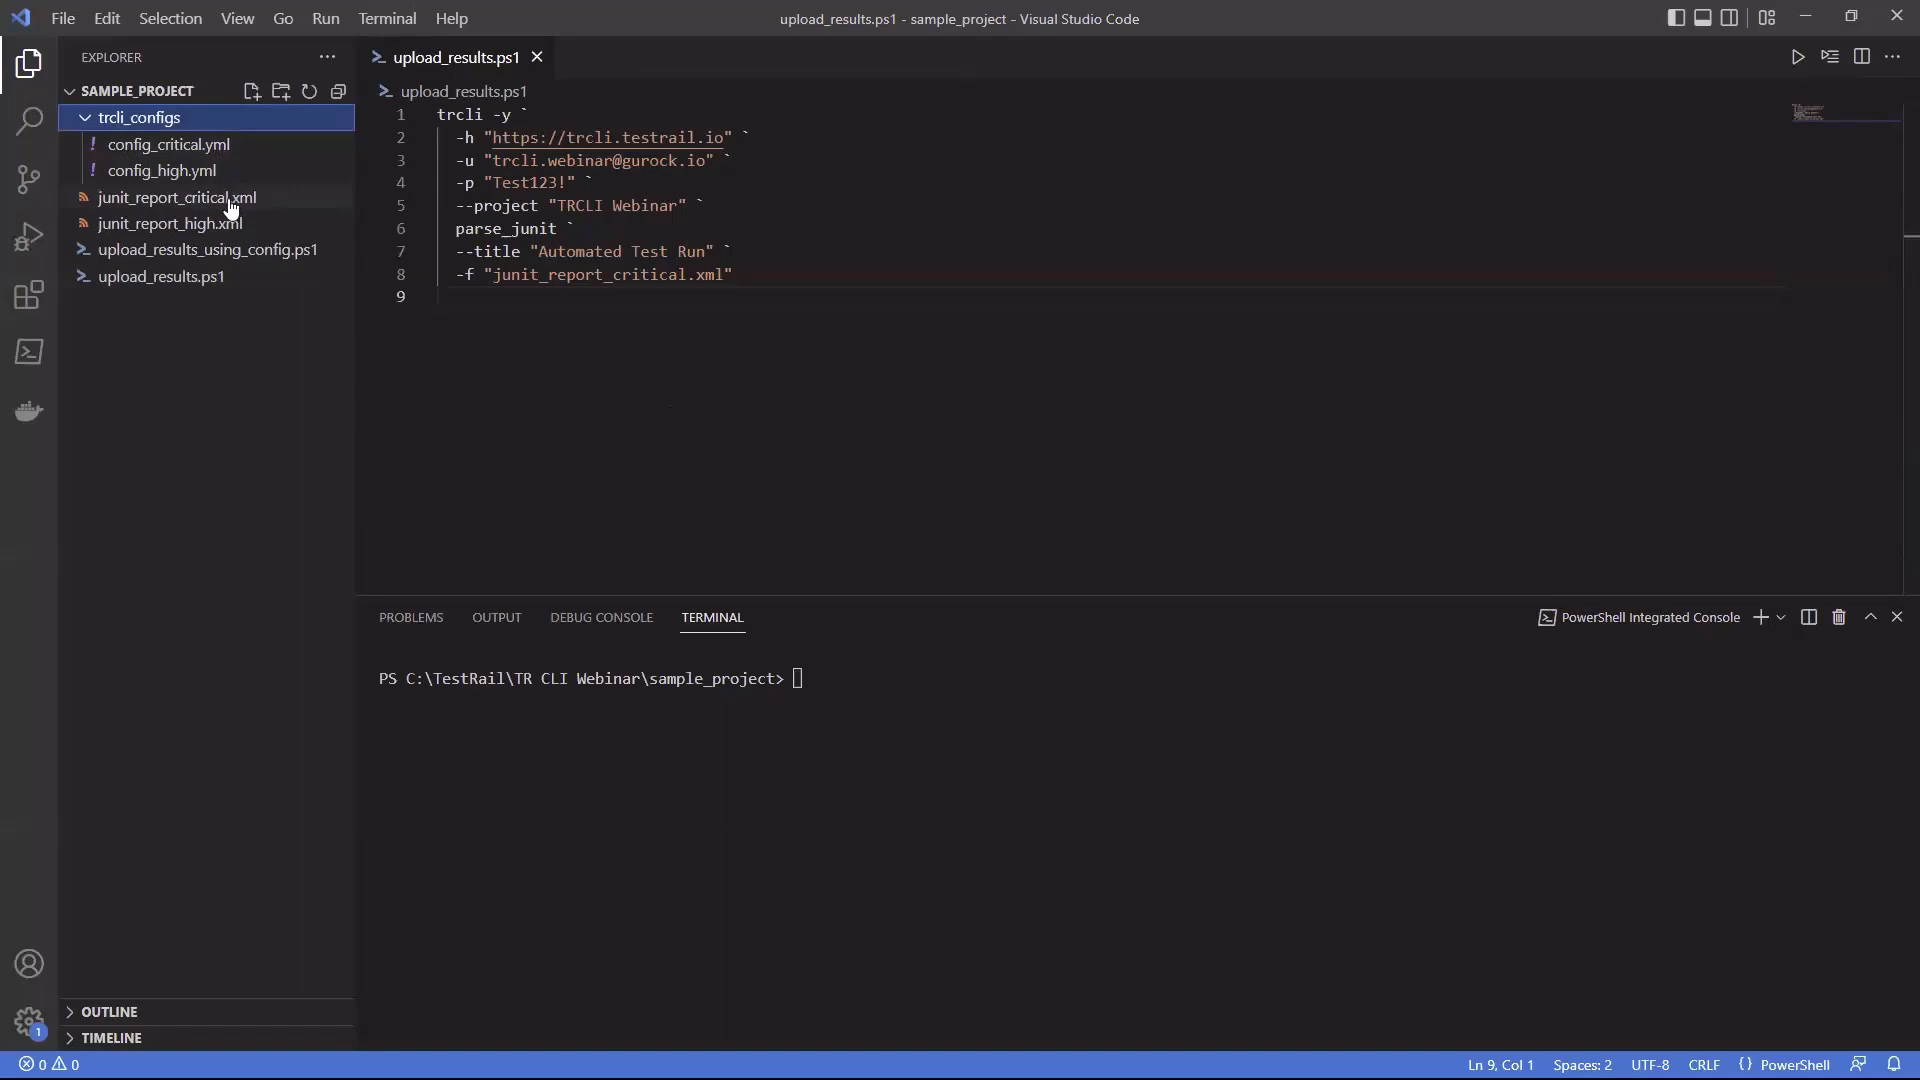 File Edit Selection View Go Run Terminal Help
upload_results.ps1 - sample_project - Visual Studio Code
EXPLORER
SAMPLE_PROJECT
trcli_configs
! config_critical.yml
! config_high.yml
junit_report_critical.xml
junit_report_high.xml
upload_results_using_config.ps1
upload_results.ps1
OUTLINE
TIMELINE
1
upload_results.ps1
upload_results.ps1
1 trcli -y `
2 -h "https://trcli.testrail.io" `
3 -u "trcli.webinar@gurock.io" `
4 -p "Test123!" `
5 --project "TRCLI Webinar" `
6 parse_junit `
7 --title "Automated Test Run" `
8 -f "junit_report_critical.xml"
9
PROBLEMS OUTPUT DEBUG CONSOLE TERMINAL
PowerShell Integrated Console
PS C:\TestRail\TR CLI Webinar\sample_project>
0 0
Ln 9, Col 1 Spaces: 2 UTF-8 CRLF {} PowerShell